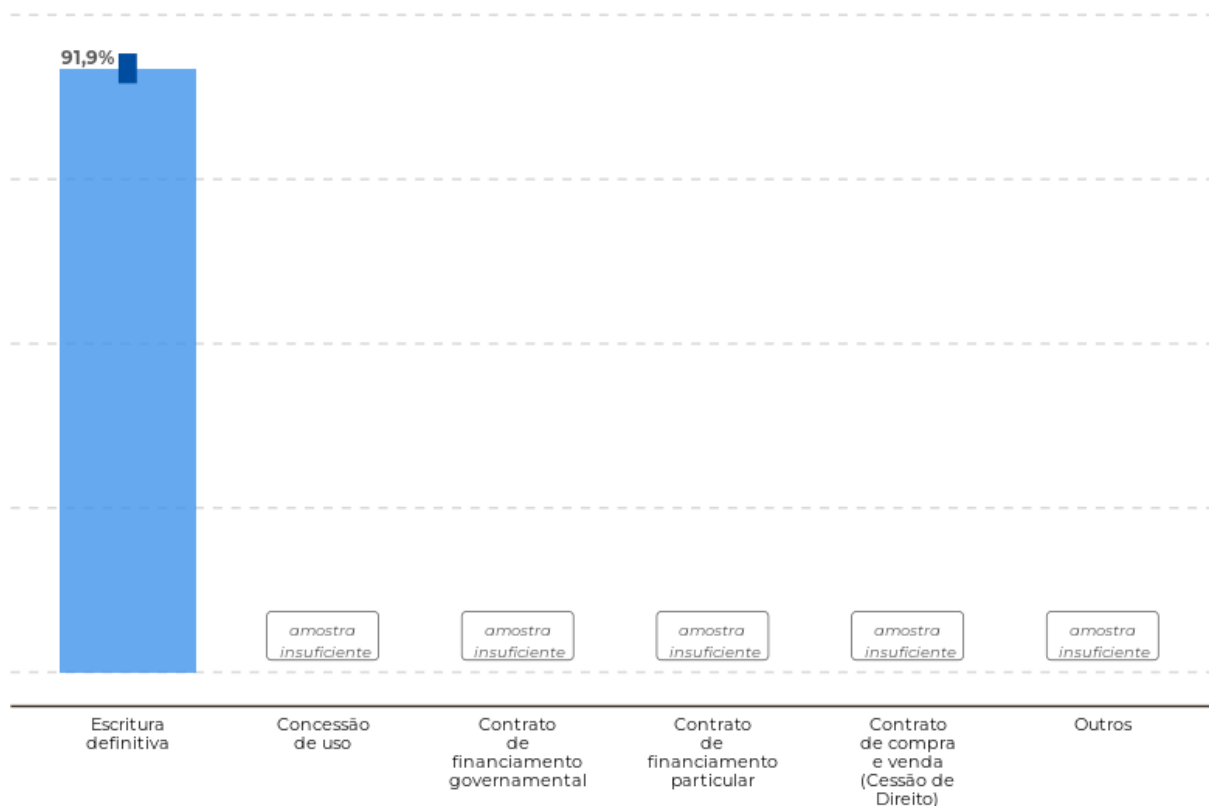 91,9%
amostra
insuficiente
amostra
insuficiente
amostra
insuficiente
amostra
insuficiente
amostra
insuficiente
Escritura
definitiva
Concessão
de uso
Contrato
de
financiamento
governamental
Contrato
de
financiamento
particular
Contrato
de compra
e venda
(Cessão de
Direito)
Outros